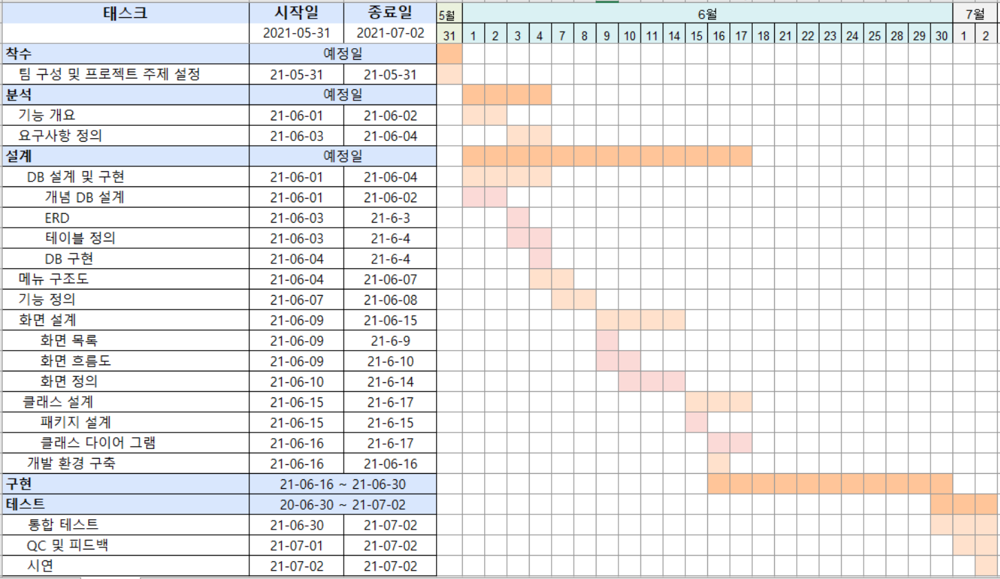 태스크 시작일 종료일 5월 6월 7월
2021-05-31 2021-07-02 31 1 2 3 4 7 8 9 10 11 14 15 16 17 18 21 22 23 24 25 28 29 30 1 2
착수 예정일
팀 구성 및 프로젝트 주제 설정 21-05-31 21-05-31
분석 예정일
기능 개요 21-06-01 21-06-02
요구사항 정의 21-06-03 21-06-04
설계 예정일
DB 설계 및 구현 21-06-01 21-06-04
개념 DB 설계 21-06-01 21-06-02
ERD 21-06-03 21-6-3
테이블 정의 21-06-03 21-6-4
DB 구현 21-06-04 21-6-4
메뉴 구조도 21-06-04 21-06-07
기능 정의 21-06-07 21-06-08
화면 설계 21-06-09 21-06-15
화면 목록 21-06-09 21-6-9
화면 흐름도 21-06-09 21-6-10
화면 정의 21-06-10 21-6-14
클래스 설계 21-06-15 21-6-17
패키지 설계 21-06-15 21-6-15
클래스 다이어 그램 21-06-16 21-6-17
개발 환경 구축 21-06-16 21-06-16
구현 21-06-16 ~ 21-06-30
테스트 20-06-30 ~ 21-07-02
통합 테스트 21-06-30 21-07-02
QC 및 피드백 21-07-01 21-07-02
시연 21-07-02 21-07-02